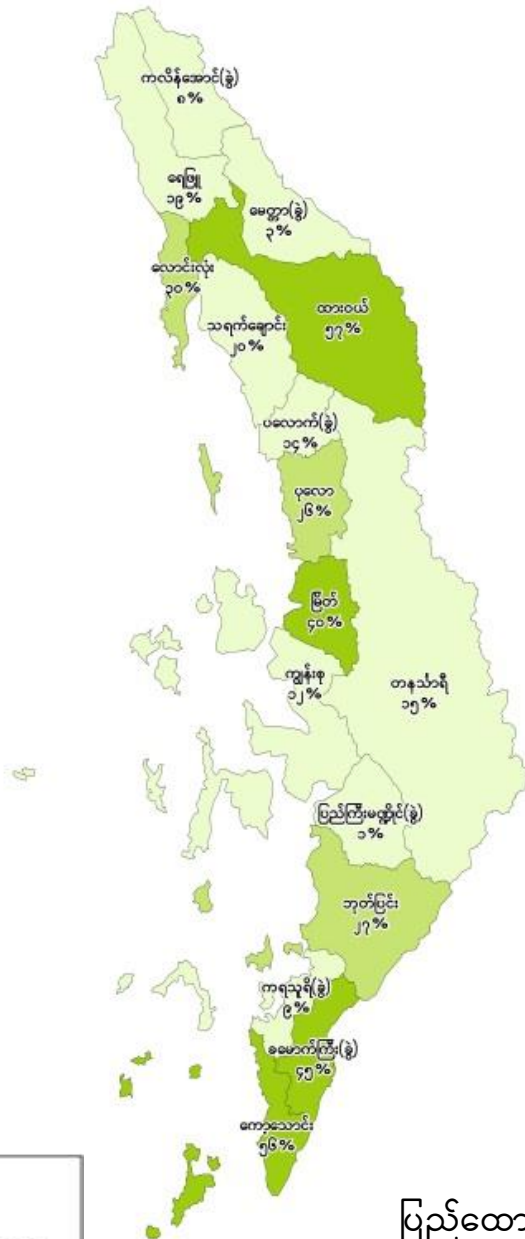 ကလိန်အောင်(ခွဲ)
၈%
ရေဖြူ
၁၉%
မေတ္တာ(ခွဲ)
၃%
လောင်းလုံး
၃၀%
ထားဝယ်
၅၇%
သရက်ချောင်း
၂၀%
ပလောက်(ခွဲ)
၁၄%
ပုလော
၂၆%
မြိတ်
၄၀%
ကျွန်းစု
၁၂%
တနင်္သာရီ
၁၅%
ပြည်ကြီးမဏ္ဍိုင်(ခွဲ)
၁%
ဘုတ်ပြင်း
၂၇%
ကရသူရိ(ခွဲ)
၉%
ခမောက်ကြီး(ခွဲ)
၄၅%
ကော့သောင်း
၅၆%
ပြည်ထော